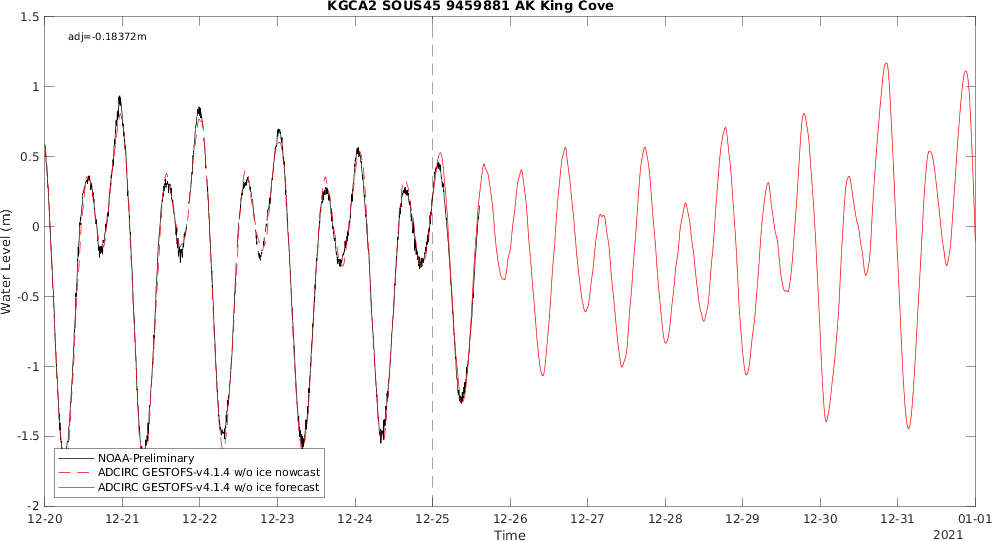 KGCA2 SOUS45 9459881 AK King Cove
adj=-0.18372m
1.5
1
0.5
0
-0.5
-1
-1.5
-2
Water Level (m)
NOAA-Preliminary
ADCIRC GESTOFS-v4.1.4 w/o ice nowcast
ADCIRC GESTOFS-v4.1.4 w/o ice forecast
12-20 12-21 12-22 12-23 12-24 12-25 12-26 12-27 12-28 12-29 12-30 12-31 01-01
Time
2021